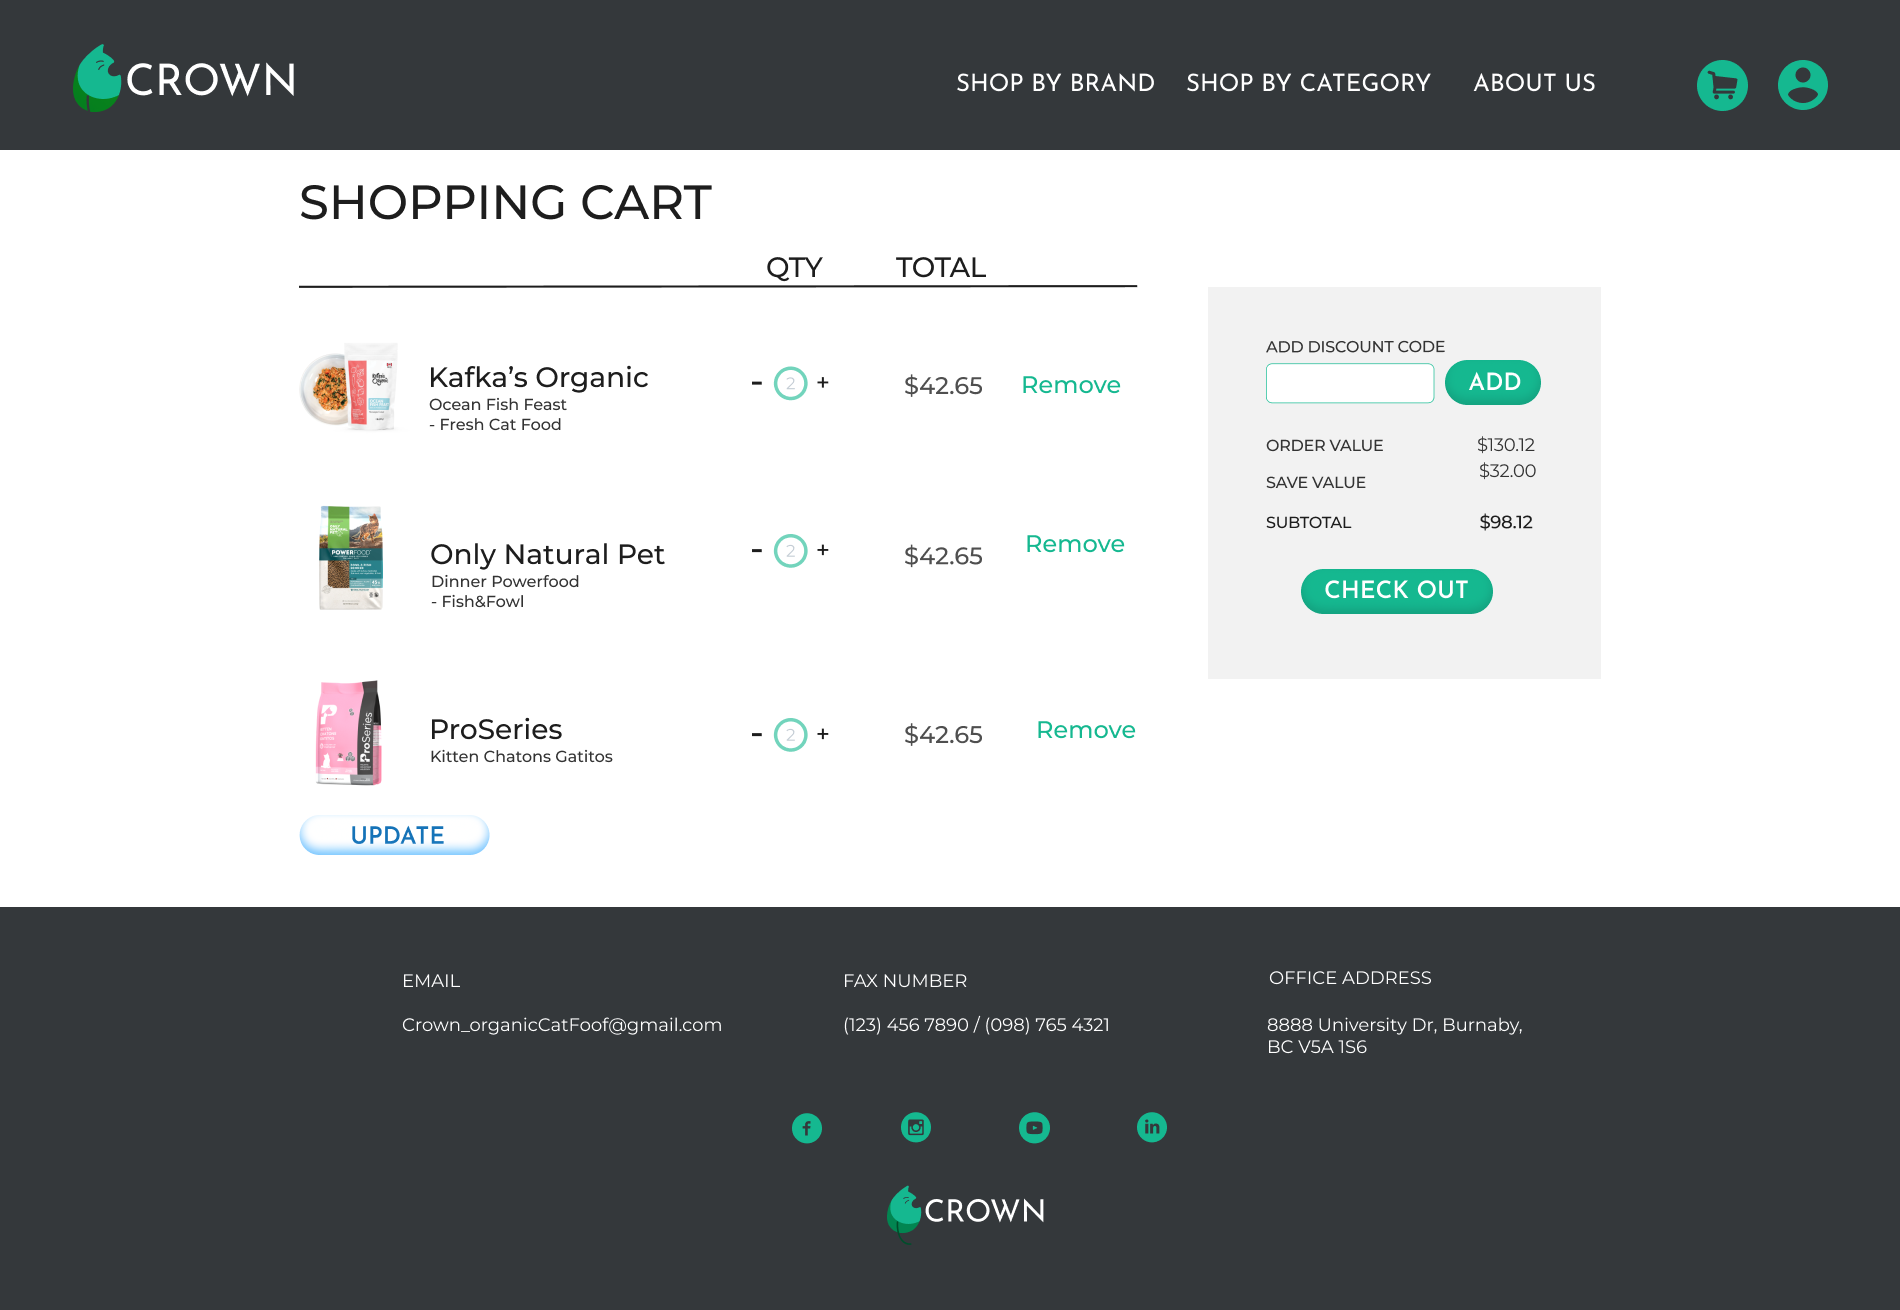 CROWN
SHOP BY BRAND
SHOP BY CATEGORY
ABOUT US
SHOPPING CART
QTY
TOTAL
Kafka’s Organic
Ocean Fish Feast
- Fresh Cat Food
- 2 +
$42.65
Remove
POWERFOOD
Only Natural Pet
Dinner Powerfood
- Fish&Fowl
- 2 +
$42.65
Remove
ProSeries
ProSeries
Kitten Chatons Gatitos
- 2 +
$42.65
Remove
UPDATE
ADD DISCOUNT CODE
ADD
ORDER VALUE $130.12
SAVE VALUE $32.00
SUBTOTAL $98.12
CHECK OUT
EMAIL
Crown_organicCatFoof@gmail.com
FAX NUMBER
(123) 456 7890 / (098) 765 4321
OFFICE ADDRESS
8888 University Dr, Burnaby,
BC V5A 1S6
CROWN